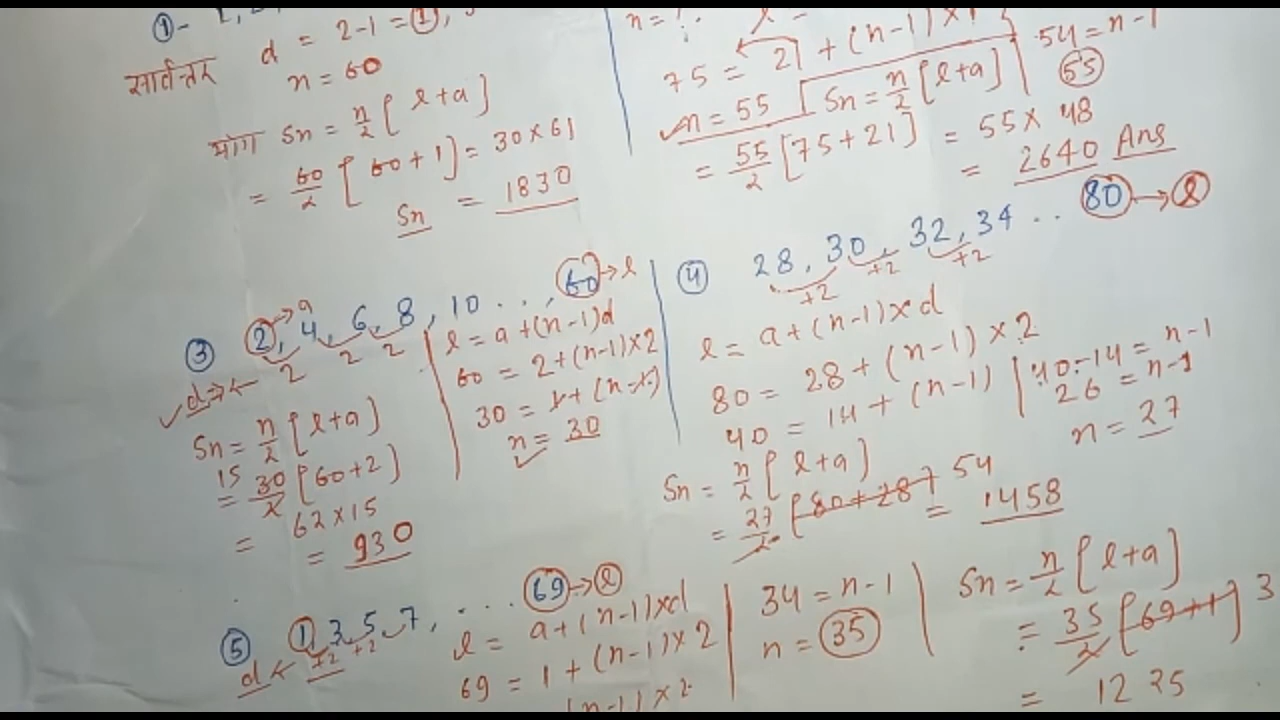 ①-
d = 2-1 = ①,
सार्वन्तर
n = 60
योग Sn = n/2 [ l+a ]
= 60/2 [ 60+1 ] = 30×61
Sn = 1830
n = ?
75 = 21 + (n-1)×1
54 = n-1
55
n = 55
Sn = n/2 [l+a]
= 55/2 [75+21] = 55×48
= 2640 Ans
③ 2, 4, 6, 8, 10 . . . , 60 → l
→ a
2 2 2
d ⇒ ←
l = a+(n-1)d
60 = 2+(n-1)×2
30 = 1+(n-1)
n = 30
Sn = n/2 [l+a]
15
= 30/2 [60+2]
= 62×15
= 930
④ 28, 30, 32, 34 . . 80 → l
+2 +2 +2
l = a+(n-1)×d
80 = 28+(n-1)×2
40 = 14+(n-1)
40-14 = n-1
26 = n-1
n = 27
Sn = n/2 [l+a]
= 27/2 [80+28] 54
= 1458
⑤ 1, 3, 5, 7, . . . . 69 → l
d ← +2 +2
l = a+(n-1)×d
69 = 1+(n-1)×2
(n-1)×2
34 = n-1
n = 35
Sn = n/2 [l+a]
= 35/2 [69+1] 3
= 1225